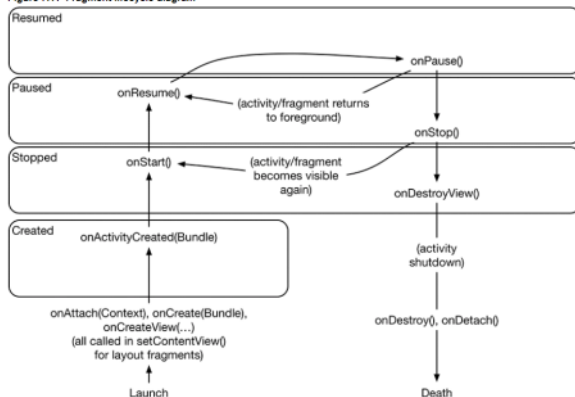 Resumed
onPause()
Paused
onResume()
(activity/fragment returns
to foreground)
onStop()
Stopped
onStart()
(activity/fragment
becomes visible
again)
onDestroyView()
Created
onActivityCreated(Bundle)
(activity
shutdown)
onAttach(Context), onCreate(Bundle),
onCreateView(...)
(all called in setContentView()
for layout fragments)
onDestroy(), onDetach()
Launch
Death